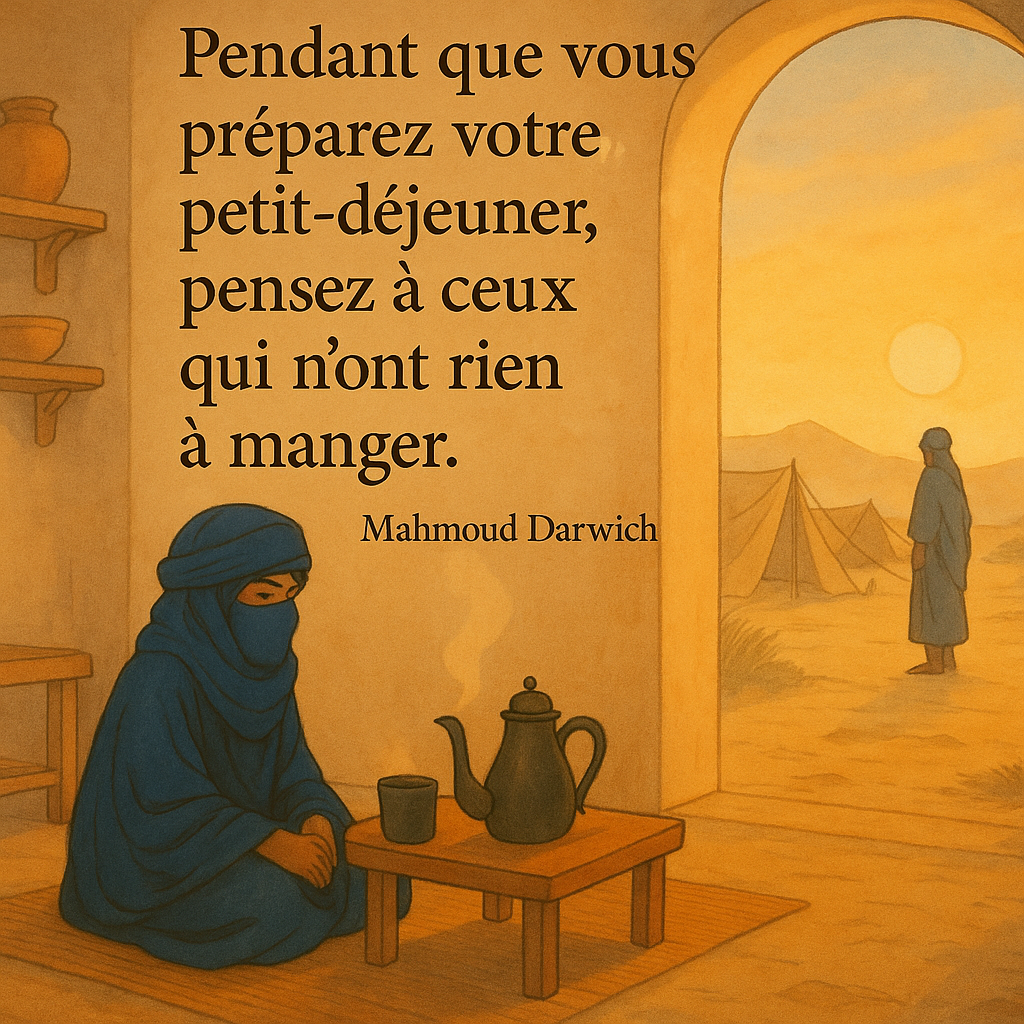 Pendant que vous
préparez votre
petit-déjeuner,
pensez à ceux
qui n’ont rien
à manger.
Mahmoud Darwich